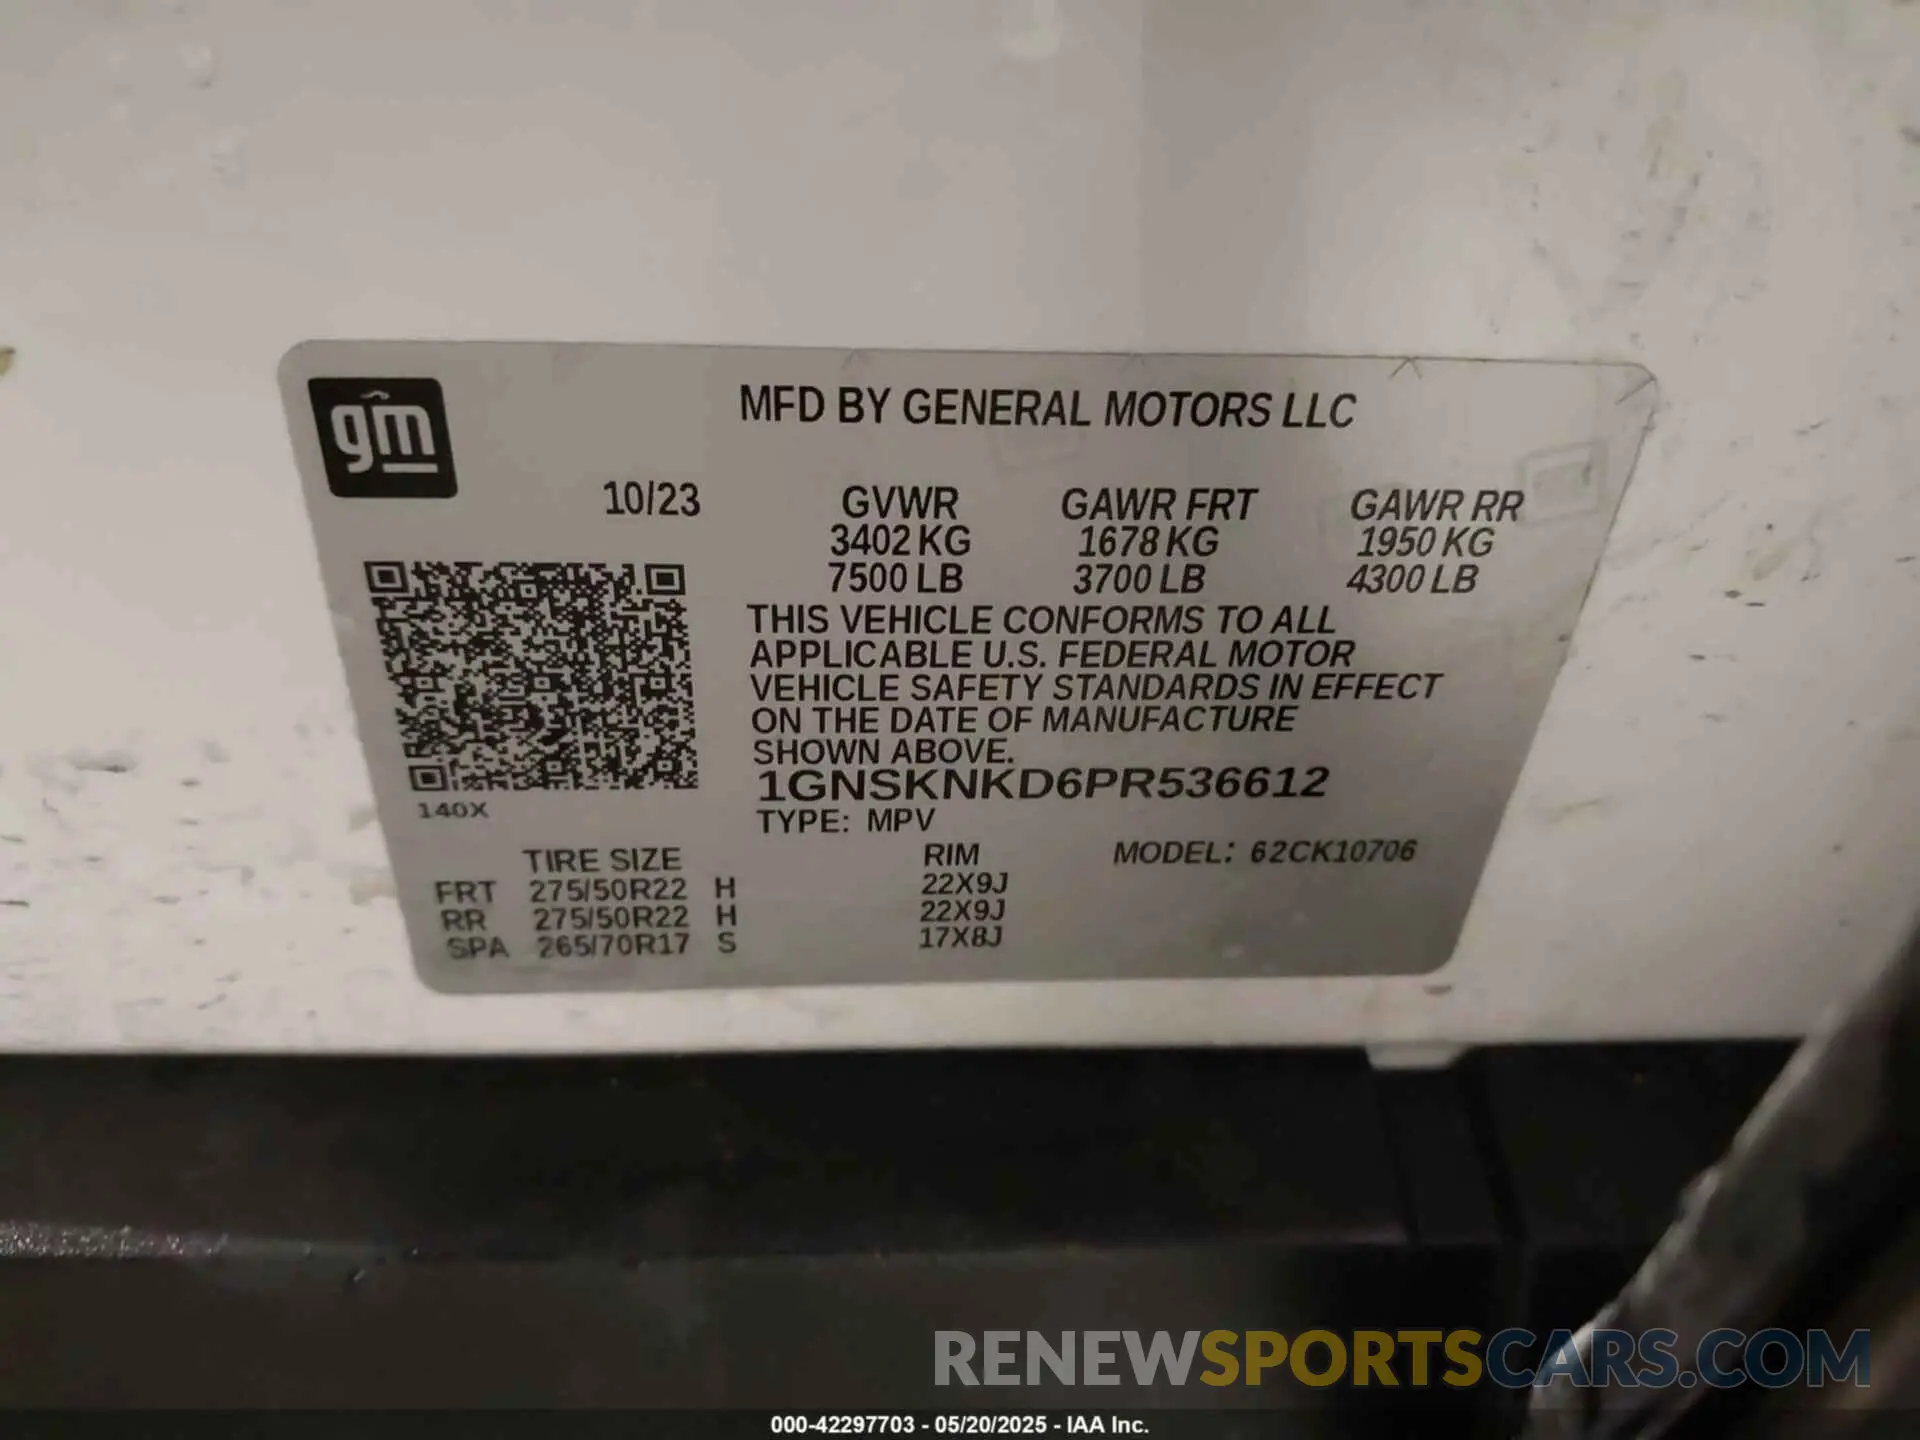 gm
MFD BY GENERAL MOTORS LLC
10/23
GVWR GAWR FRT GAWR RR
3402 KG 1678 KG 1950 KG
7500 LB 3700 LB 4300 LB
THIS VEHICLE CONFORMS TO ALL
APPLICABLE U.S. FEDERAL MOTOR
VEHICLE SAFETY STANDARDS IN EFFECT
ON THE DATE OF MANUFACTURE
SHOWN ABOVE.
1GNSKNKD6PR536612
140X
TYPE: MPV
TIRE SIZE RIM MODEL: 62CK10706
FRT 275/50R22 H 22X9J
RR 275/50R22 H 22X9J
SPA 265/70R17 S 17X8J
RENEWSPORTSCARS.COM
000-42297703 - 05/20/2025 - IAA Inc.